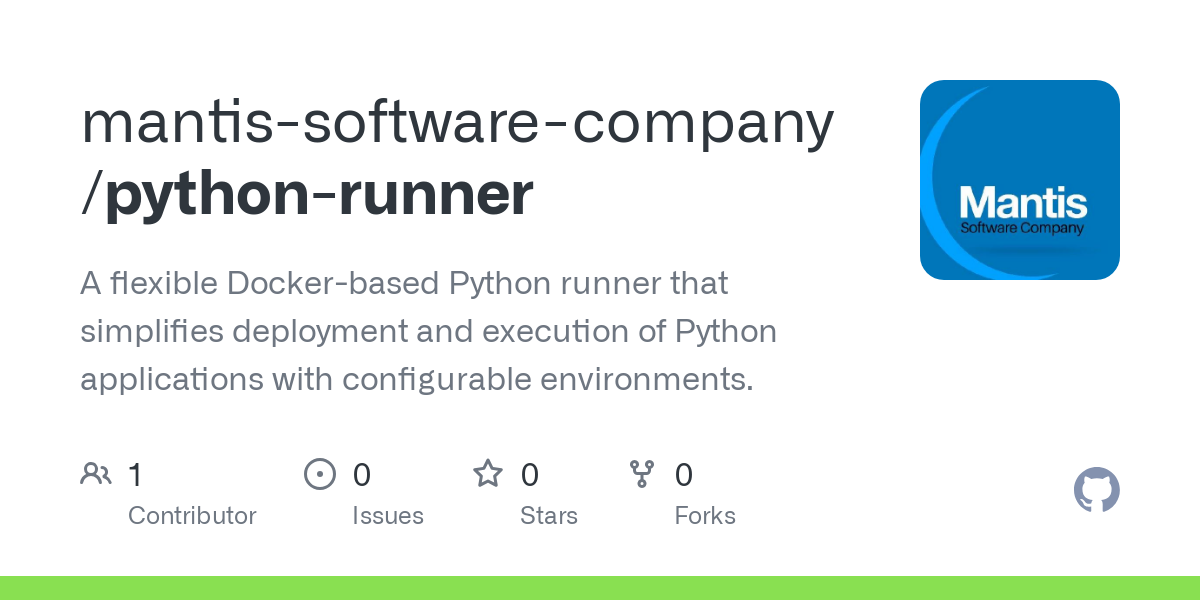 mantis-software-company
/python-runner
A flexible Docker-based Python runner that
simplifies deployment and execution of Python
applications with configurable environments.
Mantis
Software Company
1
Contributor
0
Issues
0
Stars
0
Forks